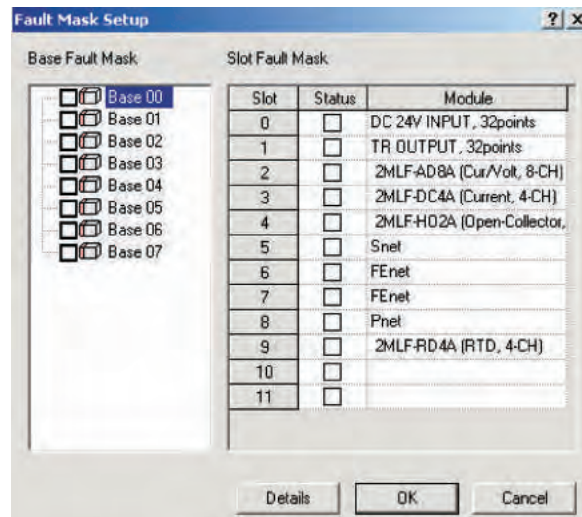 Fault Mask Setup
Base Fault Mask
Slot Fault Mask
Base 00
Base 01
Base 02
Base 03
Base 04
Base 05
Base 06
Base 07
Slot Status Module
0 DC 24V INPUT, 32points
1 TR OUTPUT, 32points
2 2MLF-AD8A (Cur/Volt, 8-CH)
3 2MLF-DC4A (Current, 4-CH)
4 2MLF-HO2A (Open-Collector,
5 Snet
6 FEnet
7 FEnet
8 Pnet
9 2MLF-RD4A (RTD, 4-CH)
10
11
Details OK Cancel